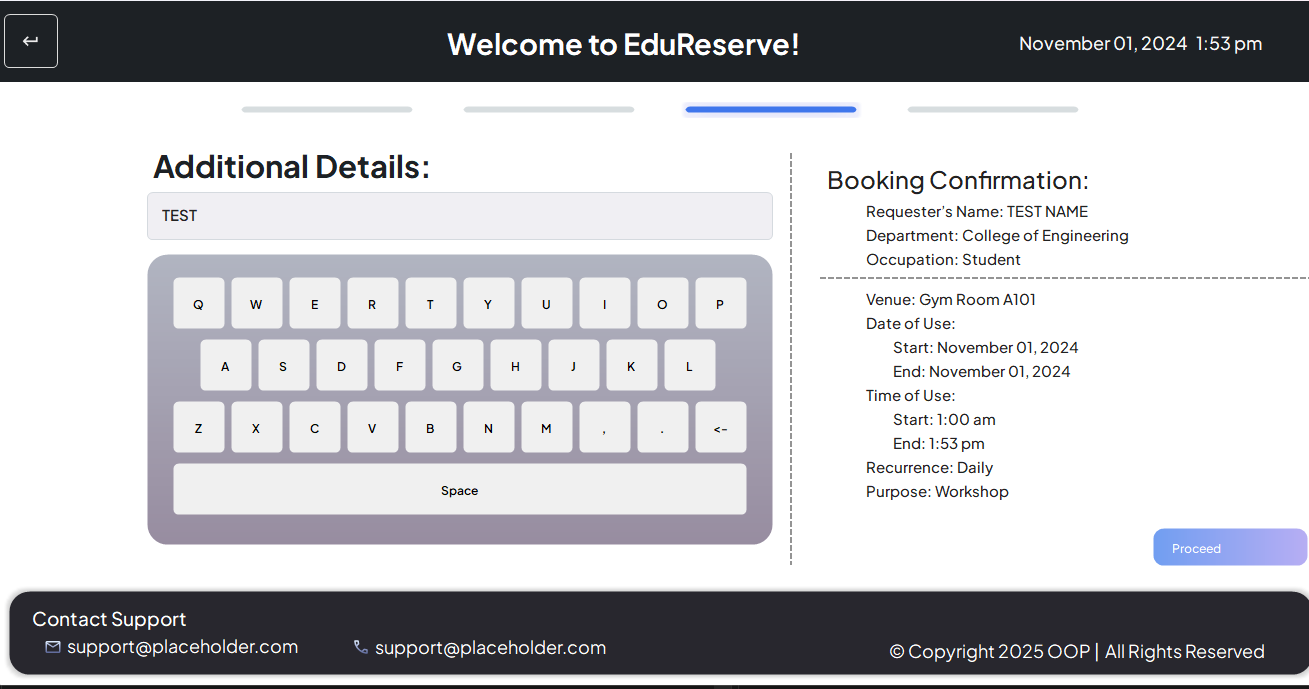 Welcome to EduReserve!
November 01, 2024 1:53 pm
Additional Details:
TEST
Q W E R T Y U I O P
A S D F G H J K L
Z X C V B N M , . <-
Space
Booking Confirmation:
Requester's Name: TEST NAME
Department: College of Engineering
Occupation: Student
Venue: Gym Room A101
Date of Use:
Start: November 01, 2024
End: November 01, 2024
Time of Use:
Start: 1:00 am
End: 1:53 pm
Recurrence: Daily
Purpose: Workshop
Proceed
Contact Support
support@placeholder.com
support@placeholder.com
© Copyright 2025 OOP | All Rights Reserved